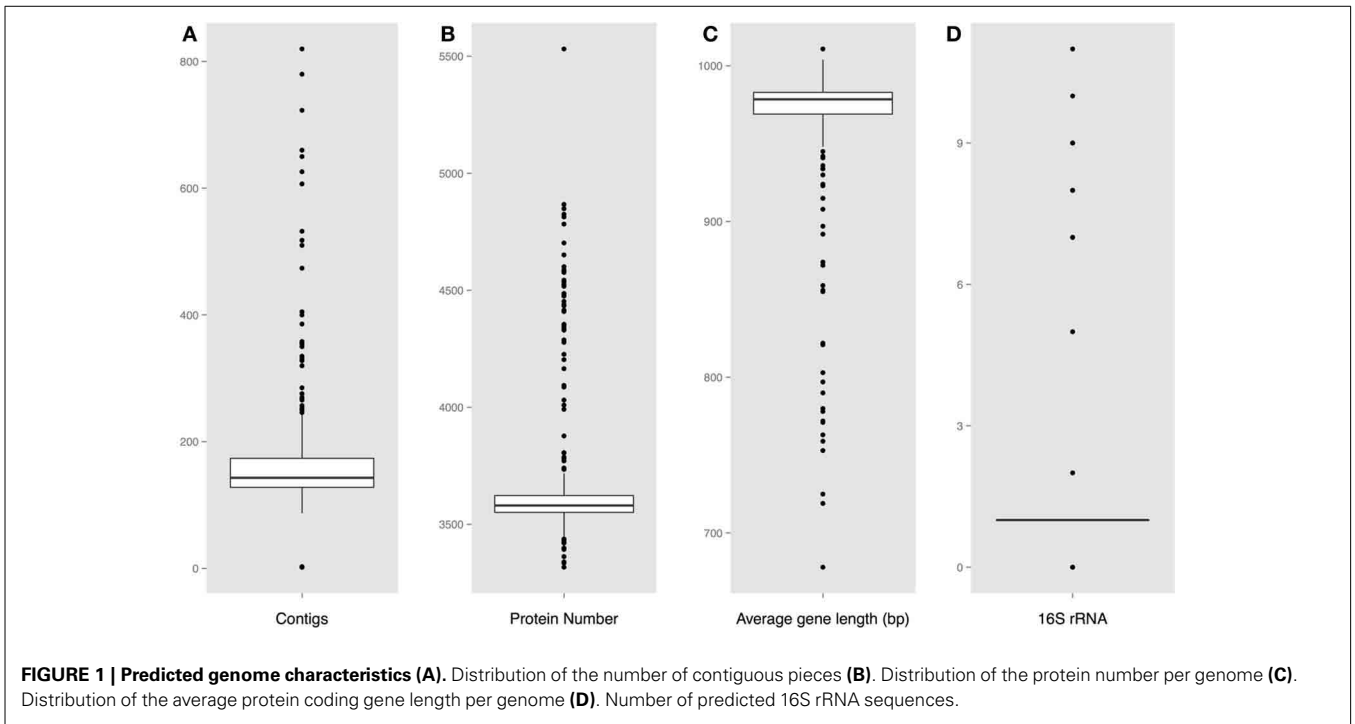 A
B
C
D
800
600
400
200
0
5500
5000
4500
4000
3500
1000
900
800
700
9
6
3
0
Contigs
Protein Number
Average gene length (bp)
16S rRNA
FIGURE 1 | Predicted genome characteristics (A). Distribution of the number of contiguous pieces (B). Distribution of the protein number per genome (C).
Distribution of the average protein coding gene length per genome (D). Number of predicted 16S rRNA sequences.